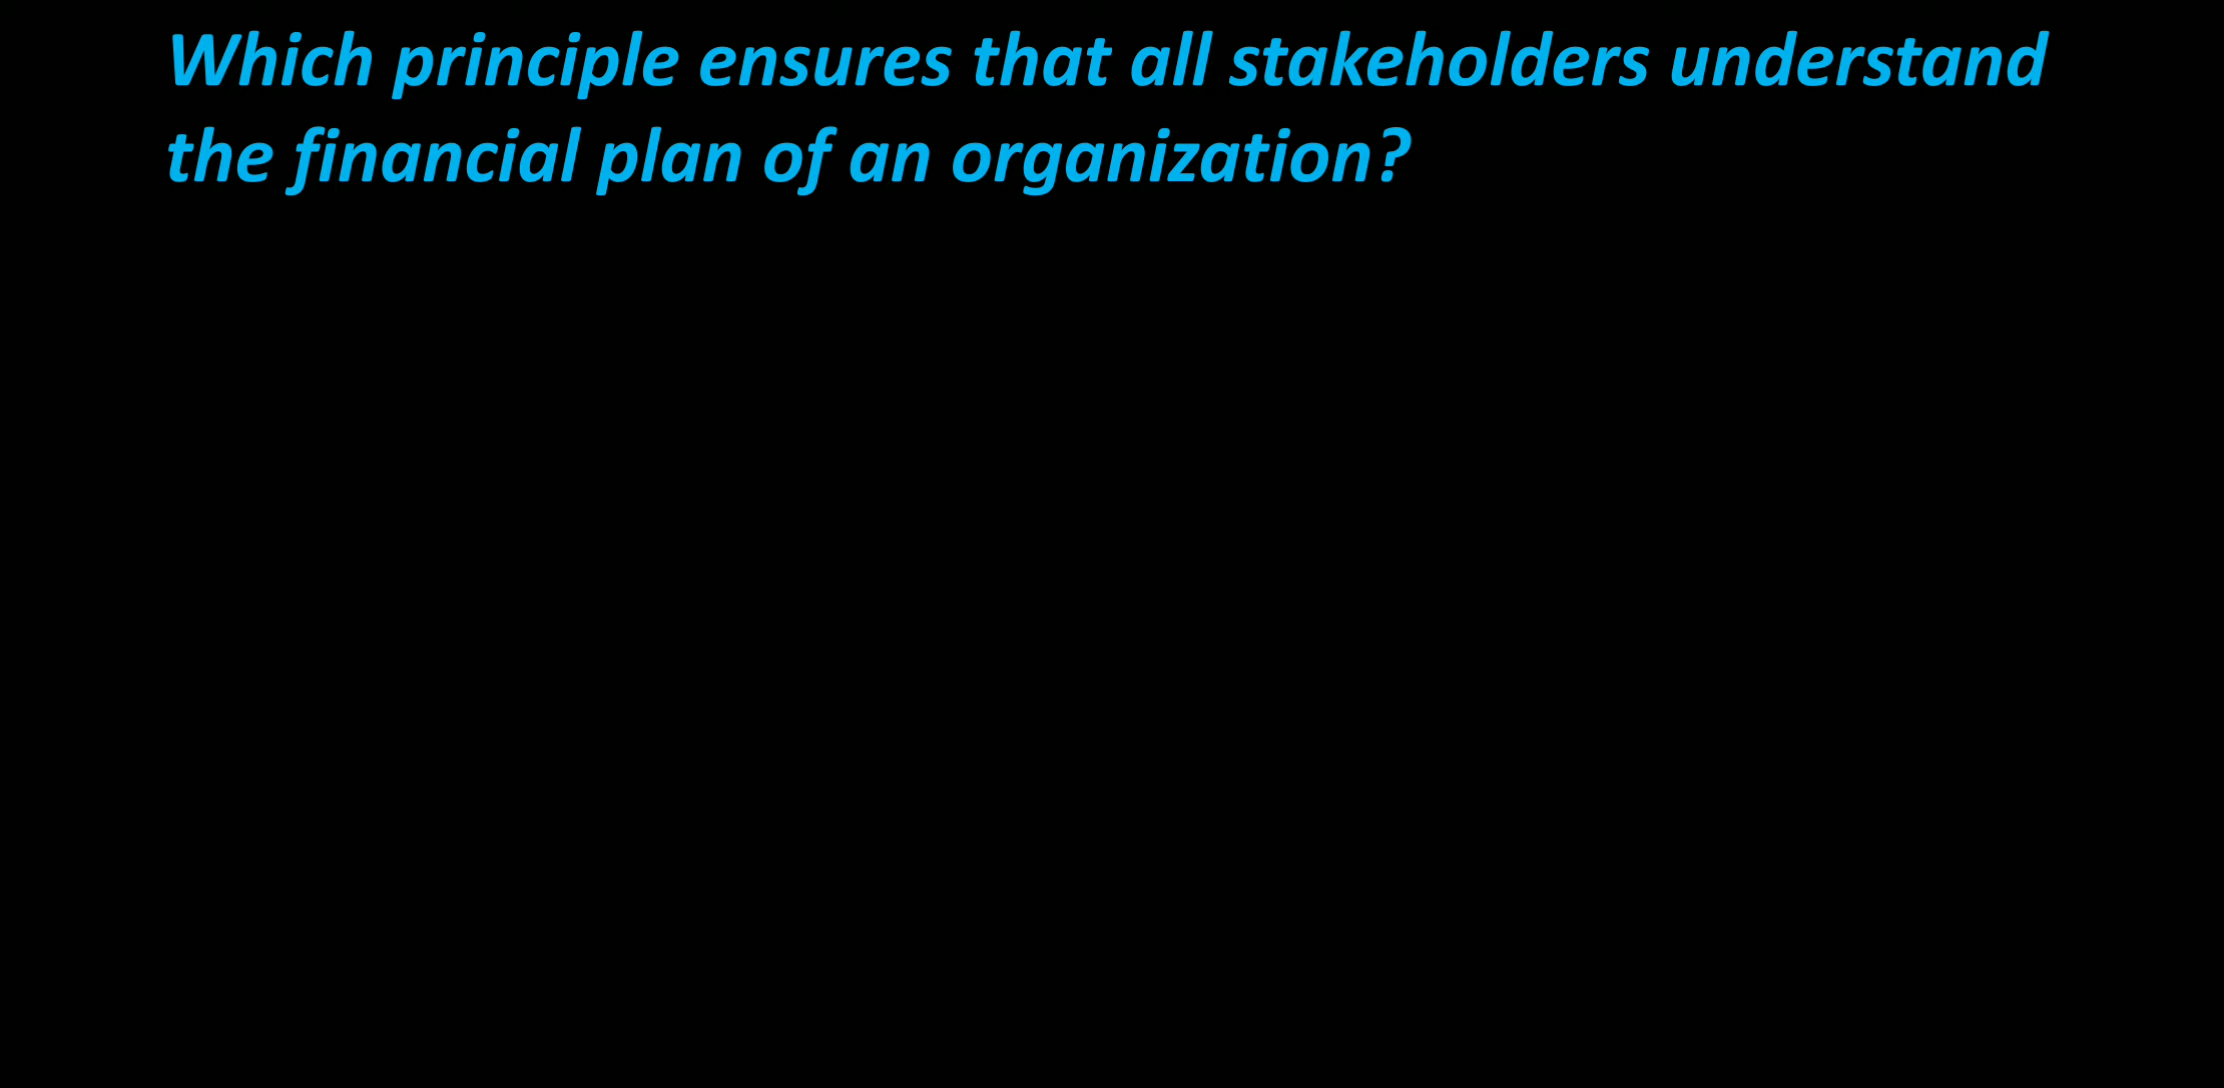 Which principle ensures that all stakeholders understand
the financial plan of an organization?